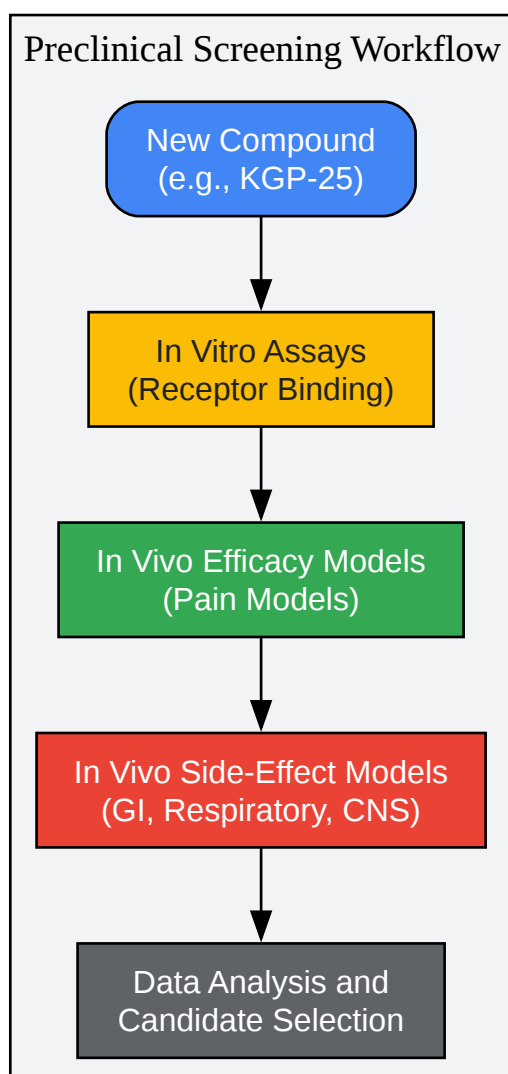 Preclinical Screening Workflow
New Compound
(e.g., KGP-25)
In Vitro Assays
(Receptor Binding)
In Vivo Efficacy Models
(Pain Models)
In Vivo Side-Effect Models
(GI, Respiratory, CNS)
Data Analysis and
Candidate Selection